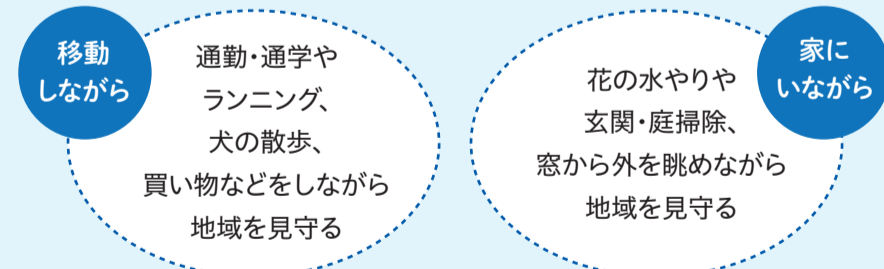 移動
しながら
通勤・通学や
ランニング、
犬の散歩、
買い物などをしながら
地域を見守る
家に
いながら
花の水やりや
玄関・庭掃除、
窓から外を眺めながら
地域を見守る